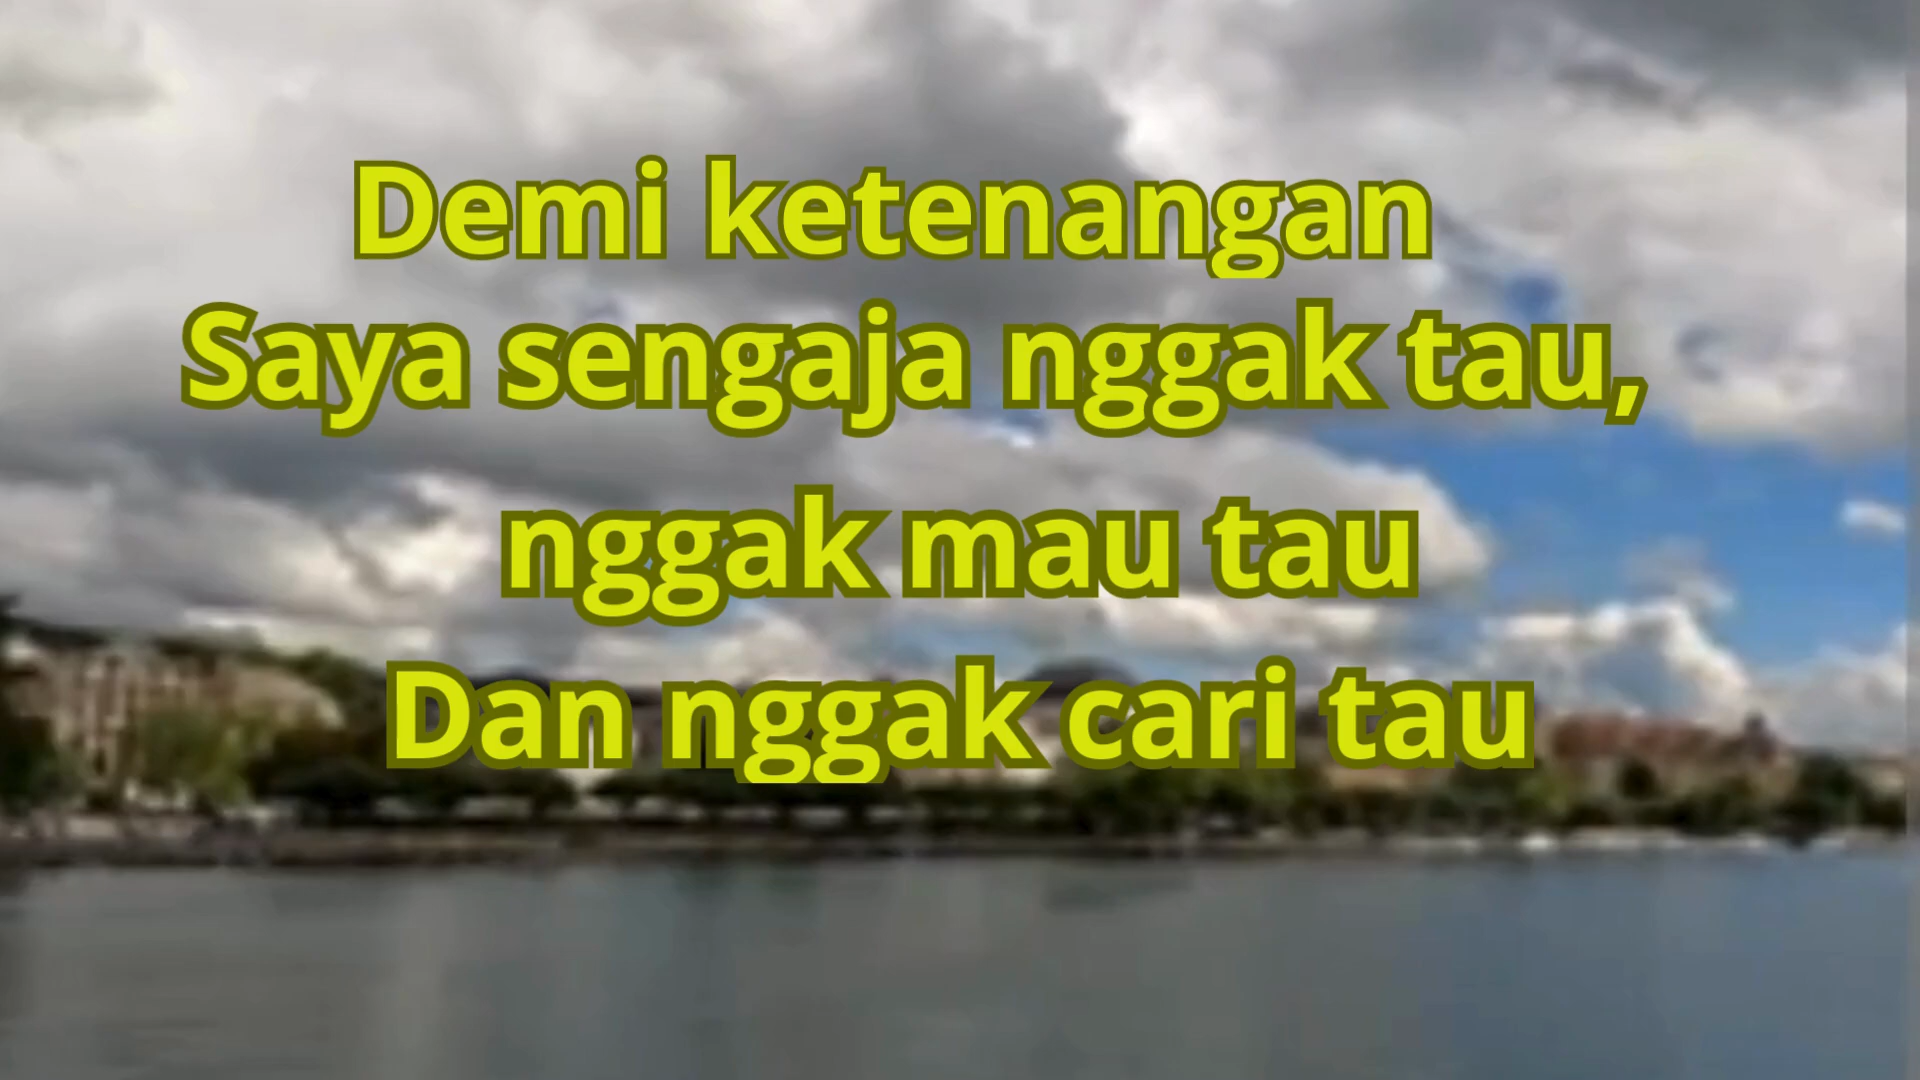 Demi ketenangan
Saya sengaja nggak tau,
nggak mau tau
Dan nggak cari tau